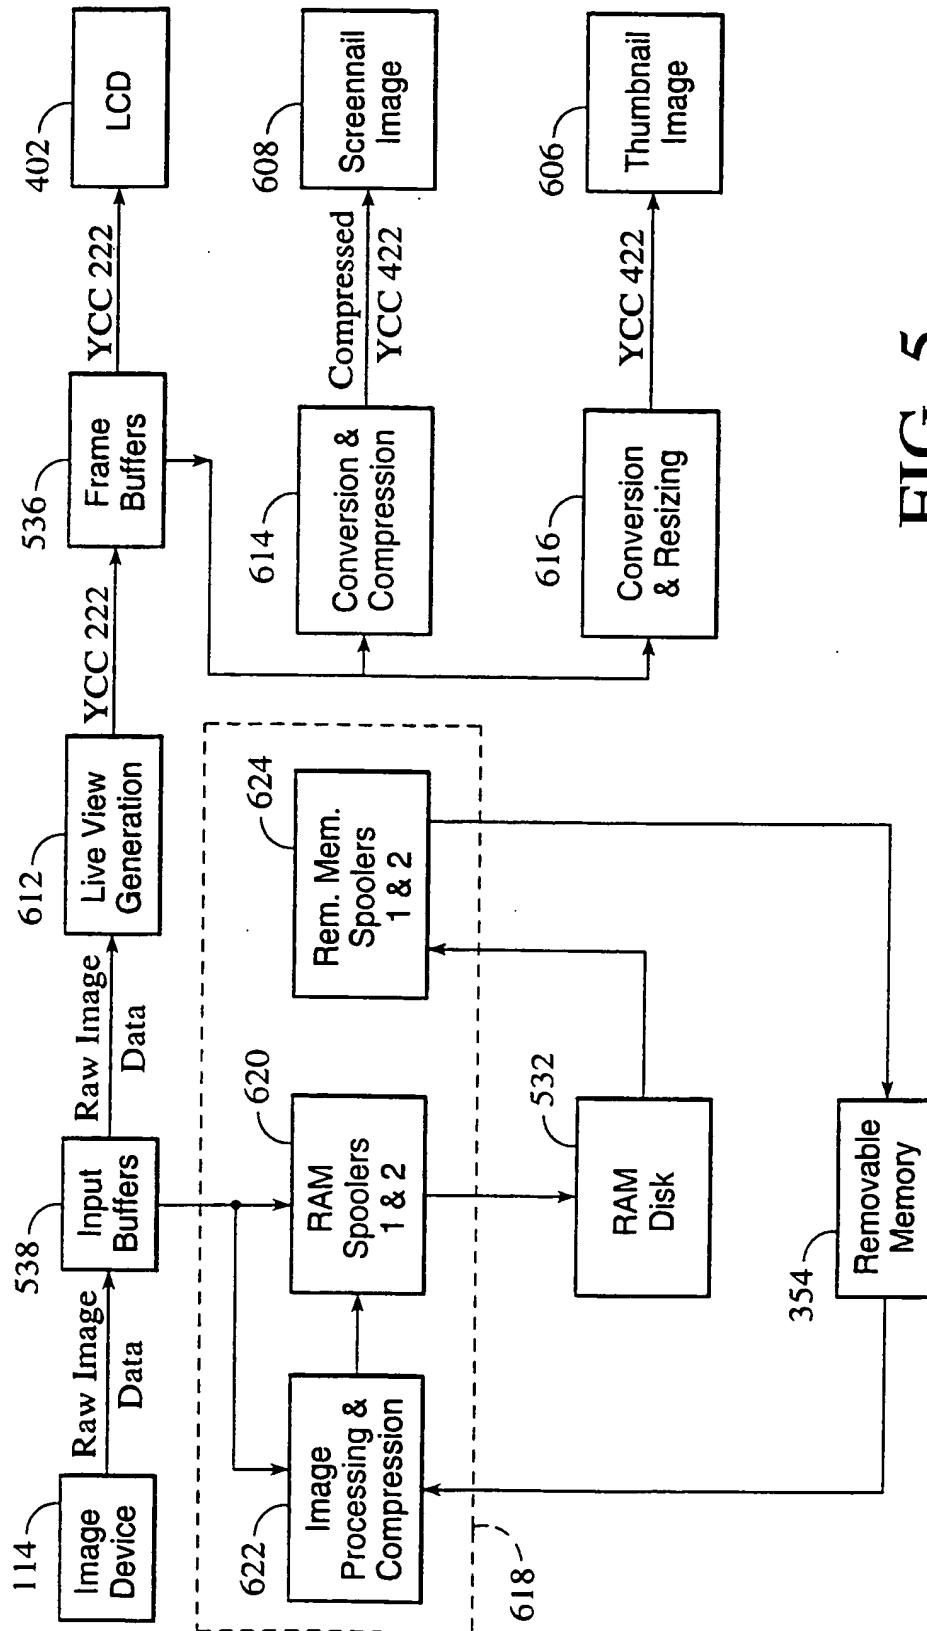 114
Image
Device
Raw Image
Data
538
Input
Buffers
Raw Image
Data
612
Live View
Generation
YCC 222
536
Frame
Buffers
YCC 222
402
LCD
622
Image
Processing &
Compression
620
RAM
Spoolers
1 & 2
624
Rem. Mem.
Spoolers
1 & 2
614
Conversion &
Compression
Compressed
YCC 422
608
Screennail
Image
618
532
RAM
Disk
616
Conversion
& Resizing
YCC 422
606
Thumbnail
Image
354
Removable
Memory
FIG. 5